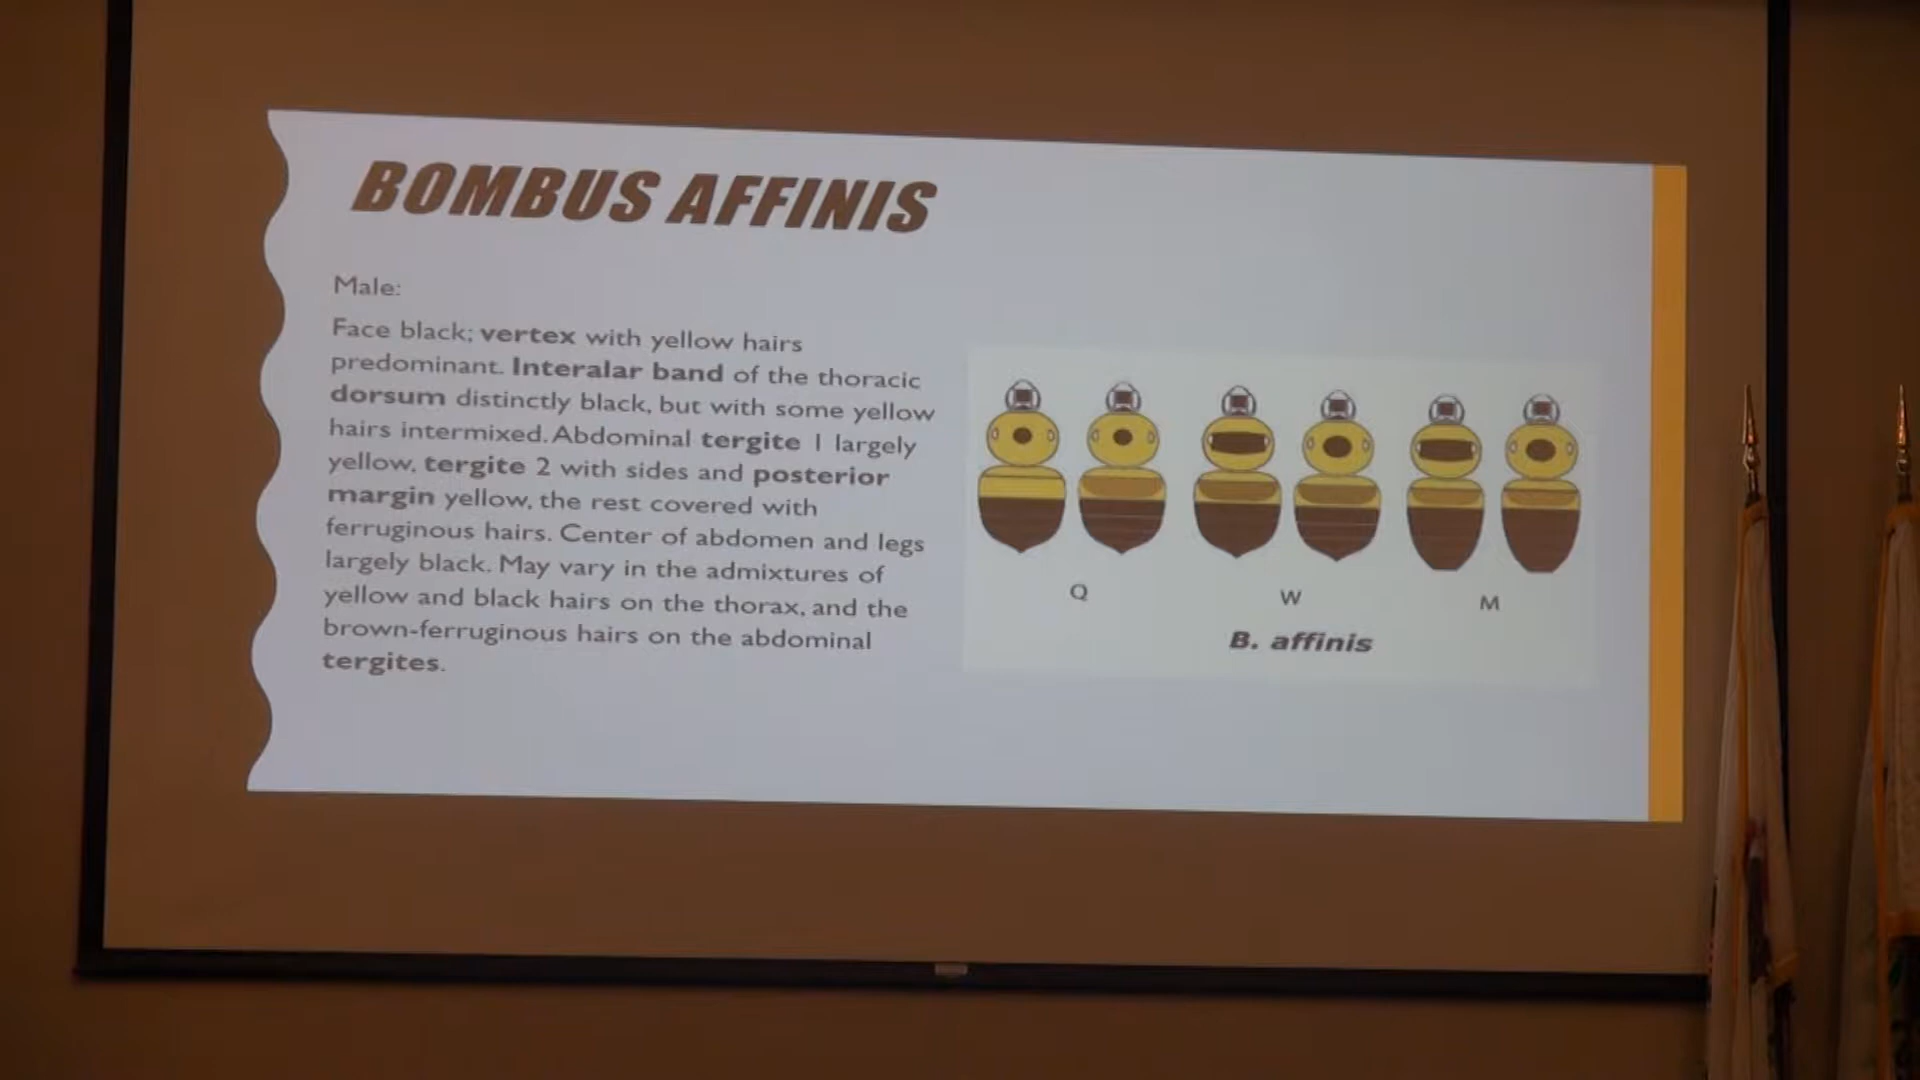 BOMBUS AFFINIS
Male:
Face black; vertex with yellow hairs
predominant. Interalar band of the thoracic
dorsum distinctly black, but with some yellow
hairs intermixed. Abdominal tergite 1 largely
yellow, tergite 2 with sides and posterior
margin yellow, the rest covered with
ferruginous hairs. Center of abdomen and legs
largely black. May vary in the admixtures of
yellow and black hairs on the thorax, and the
brown-ferruginous hairs on the abdominal
tergites.
Q W M
B. affinis